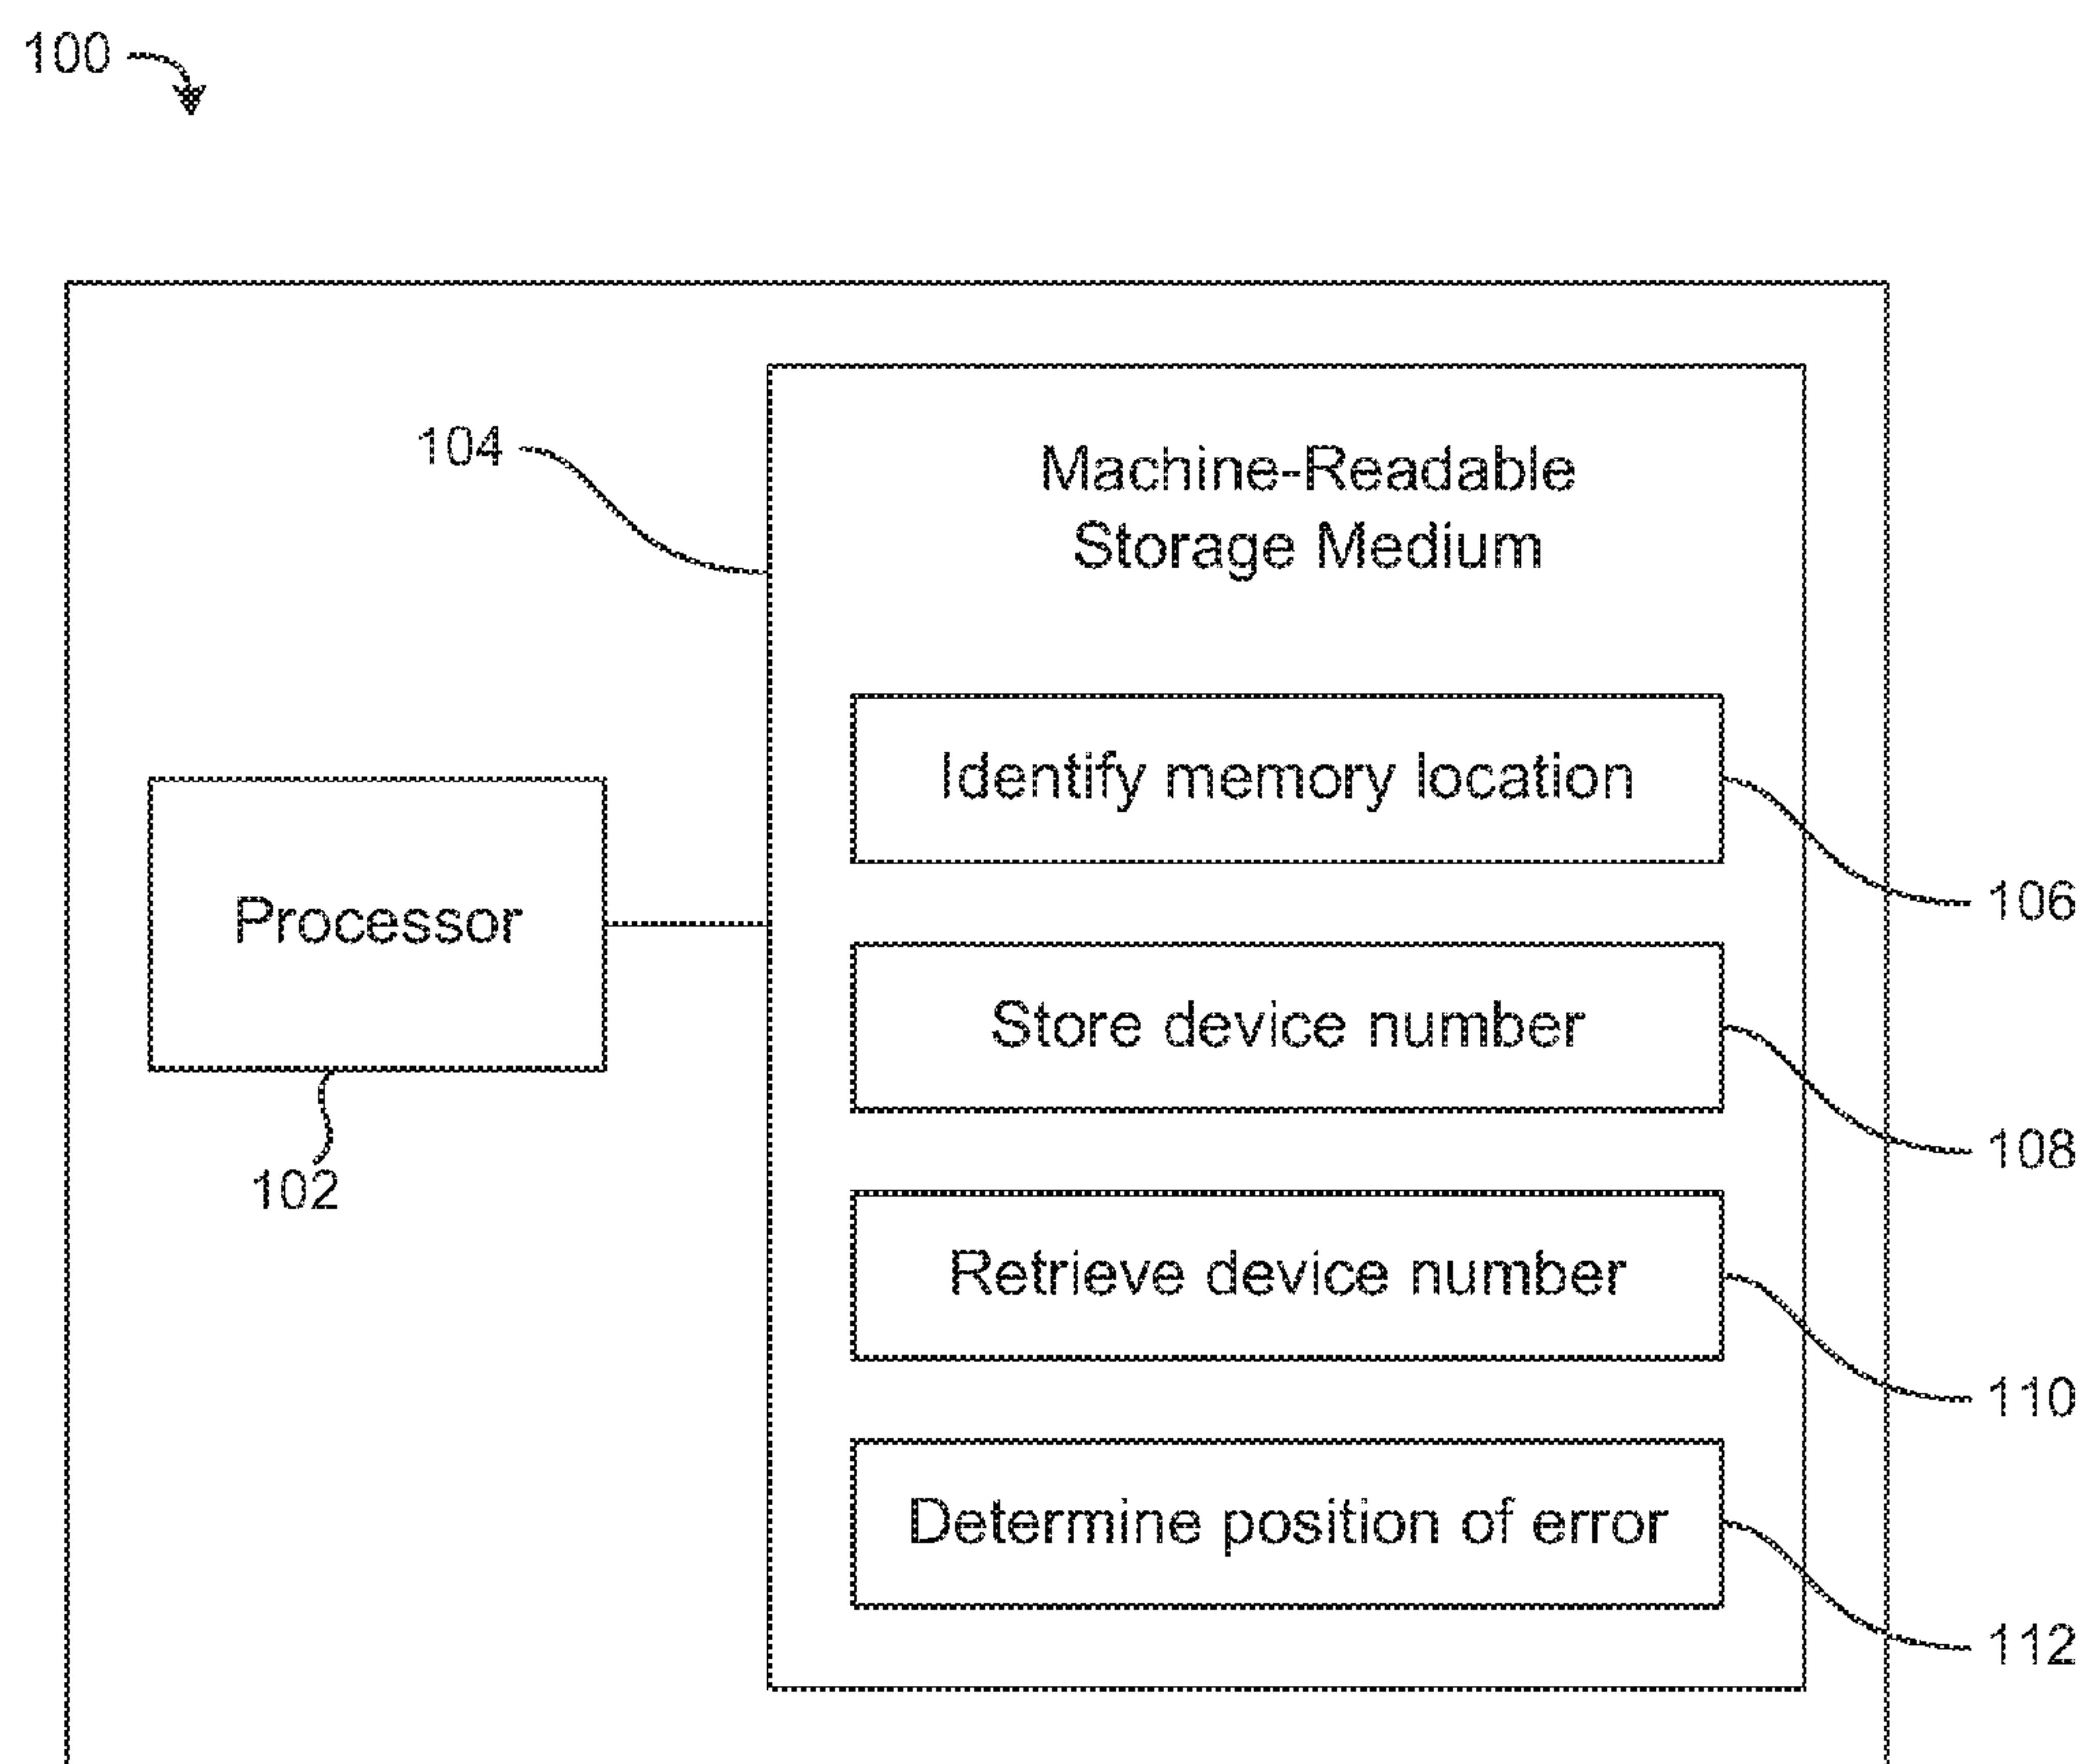 100
104
Machine-Readable
Storage Medium
Identify memory location
106
Processor
Store device number
108
102
Retrieve device number
110
Determine position of error
112